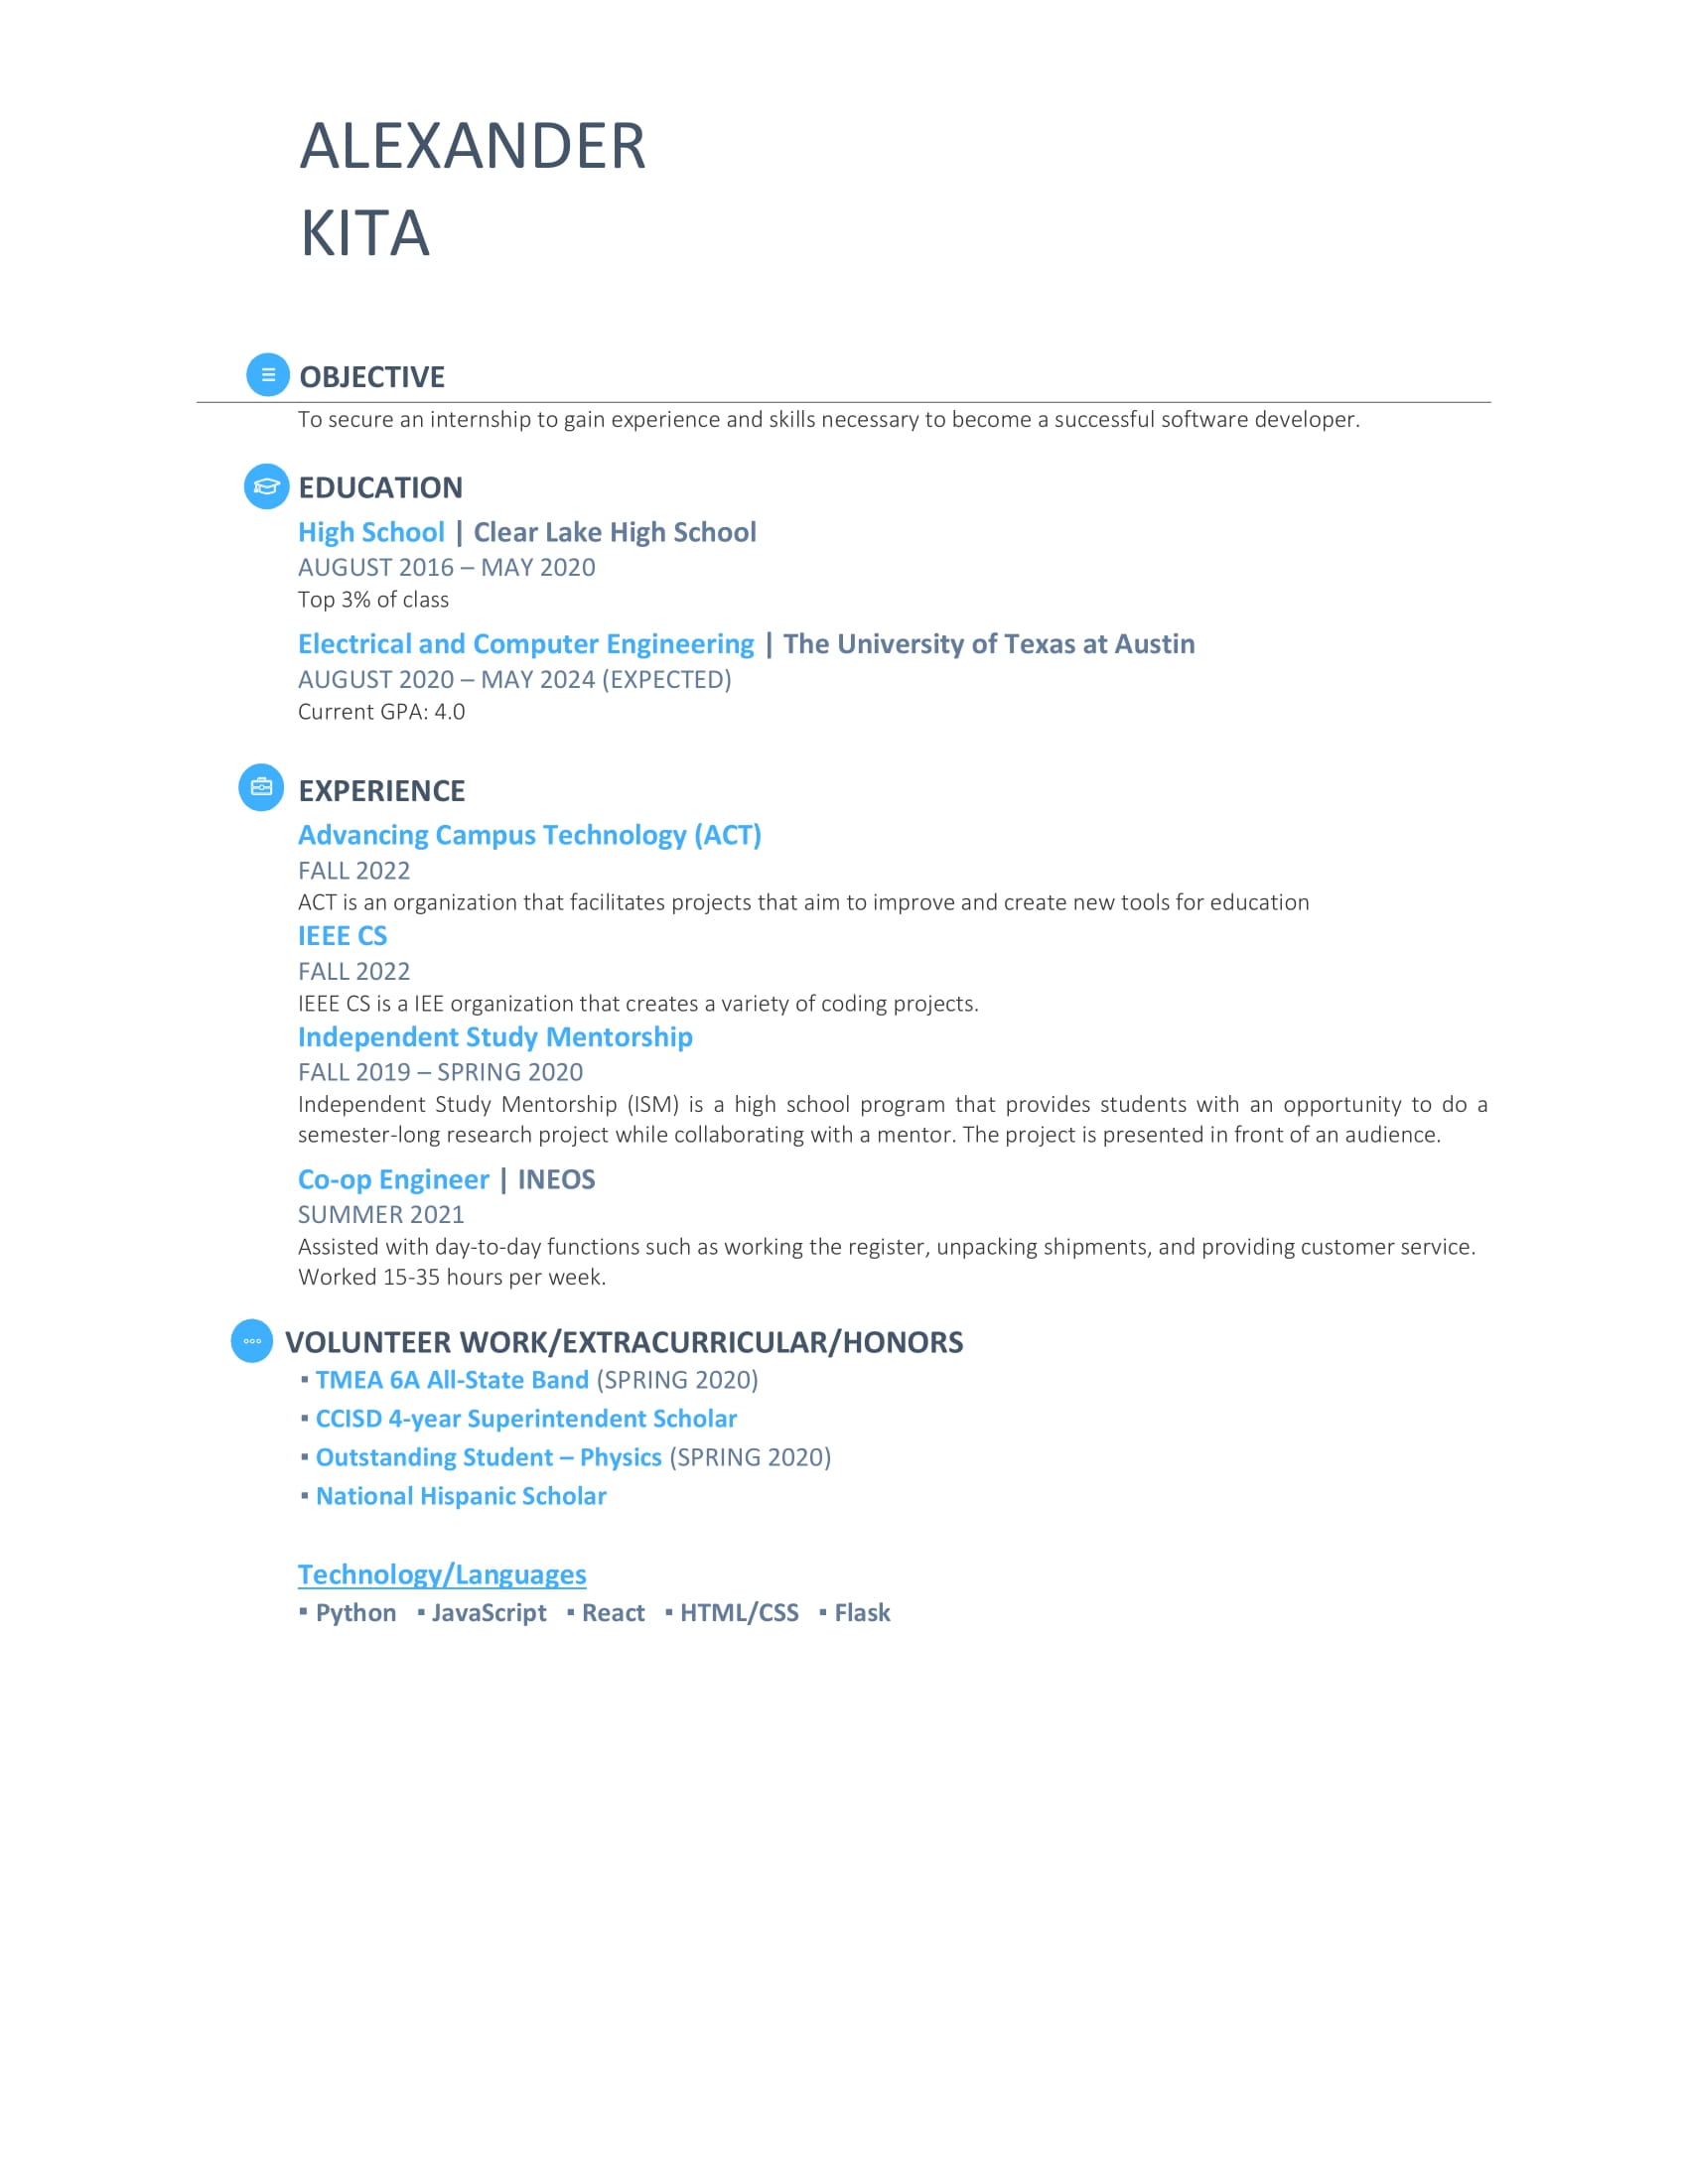 ALEXANDER
KITA
OBJECTIVE
To secure an internship to gain experience and skills necessary to become a successful software developer.
EDUCATION
High School | Clear Lake High School
AUGUST 2016 – MAY 2020
Top 3% of class
Electrical and Computer Engineering | The University of Texas at Austin
AUGUST 2020 – MAY 2024 (EXPECTED)
Current GPA: 4.0
EXPERIENCE
Advancing Campus Technology (ACT)
FALL 2022
ACT is an organization that facilitates projects that aim to improve and create new tools for education
IEEE CS
FALL 2022
IEEE CS is a IEE organization that creates a variety of coding projects.
Independent Study Mentorship
FALL 2019 – SPRING 2020
Independent Study Mentorship (ISM) is a high school program that provides students with an opportunity to do a
semester-long research project while collaborating with a mentor. The project is presented in front of an audience.
Co-op Engineer | INEOS
SUMMER 2021
Assisted with day-to-day functions such as working the register, unpacking shipments, and providing customer service.
Worked 15-35 hours per week.
VOLUNTEER WORK/EXTRACURRICULAR/HONORS
▪ TMEA 6A All-State Band (SPRING 2020)
▪ CCISD 4-year Superintendent Scholar
▪ Outstanding Student – Physics (SPRING 2020)
▪ National Hispanic Scholar
Technology/Languages
▪ Python ▪ JavaScript ▪ React ▪ HTML/CSS ▪ Flask